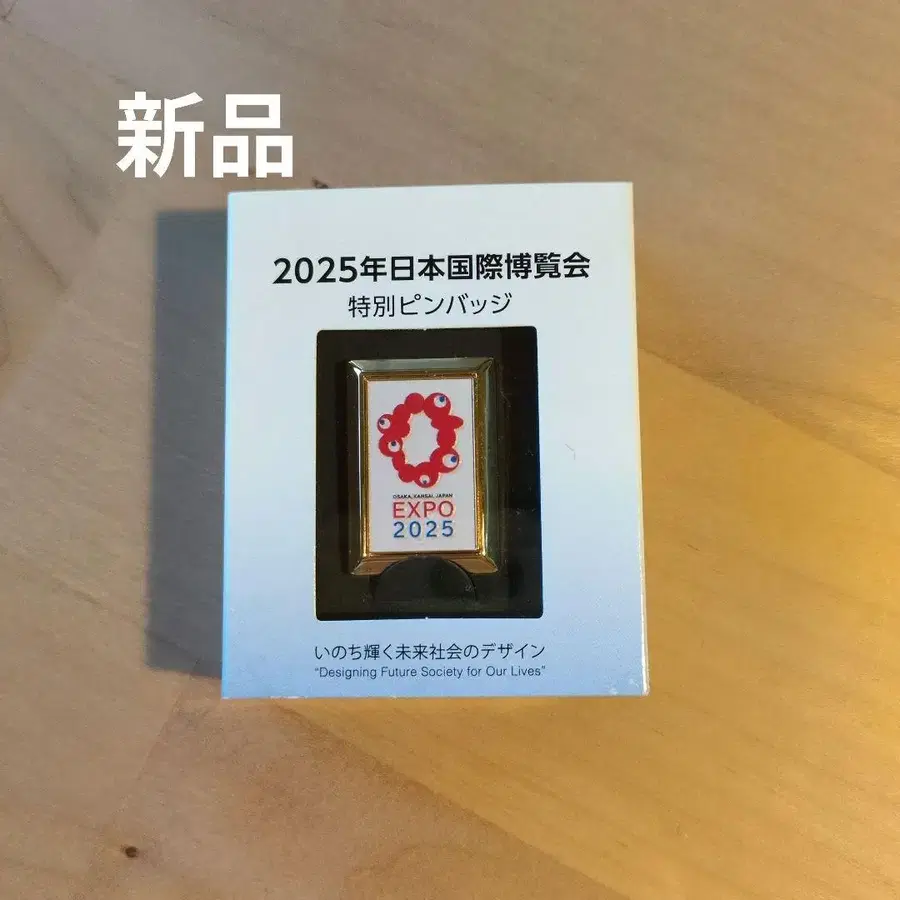 新品
2025年日本国際博覧会
特別ピンバッジ
OSAKA, KANSAI, JAPAN
EXPO
2025
いのち輝く未来社会のデザイン
“Designing Future Society for Our Lives”